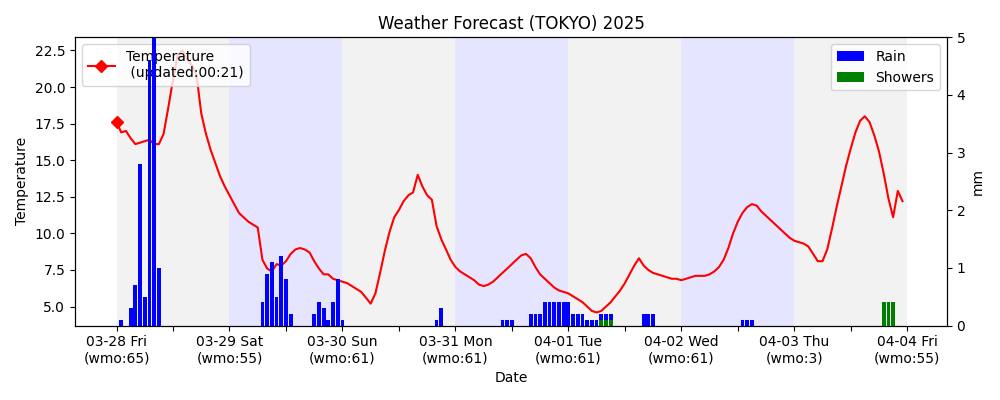 Weather Forecast (TOKYO) 2025
Temperature
(updated:00:21)
Rain
Showers
22.5
20.0
17.5
15.0
12.5
10.0
7.5
5.0
Temperature
5
4
3
2
1
0
mm
03-28 Fri
(wmo:65)
03-29 Sat
(wmo:55)
03-30 Sun
(wmo:61)
03-31 Mon
(wmo:61)
04-01 Tue
(wmo:61)
04-02 Wed
(wmo:61)
04-03 Thu
(wmo:3)
04-04 Fri
(wmo:55)
Date